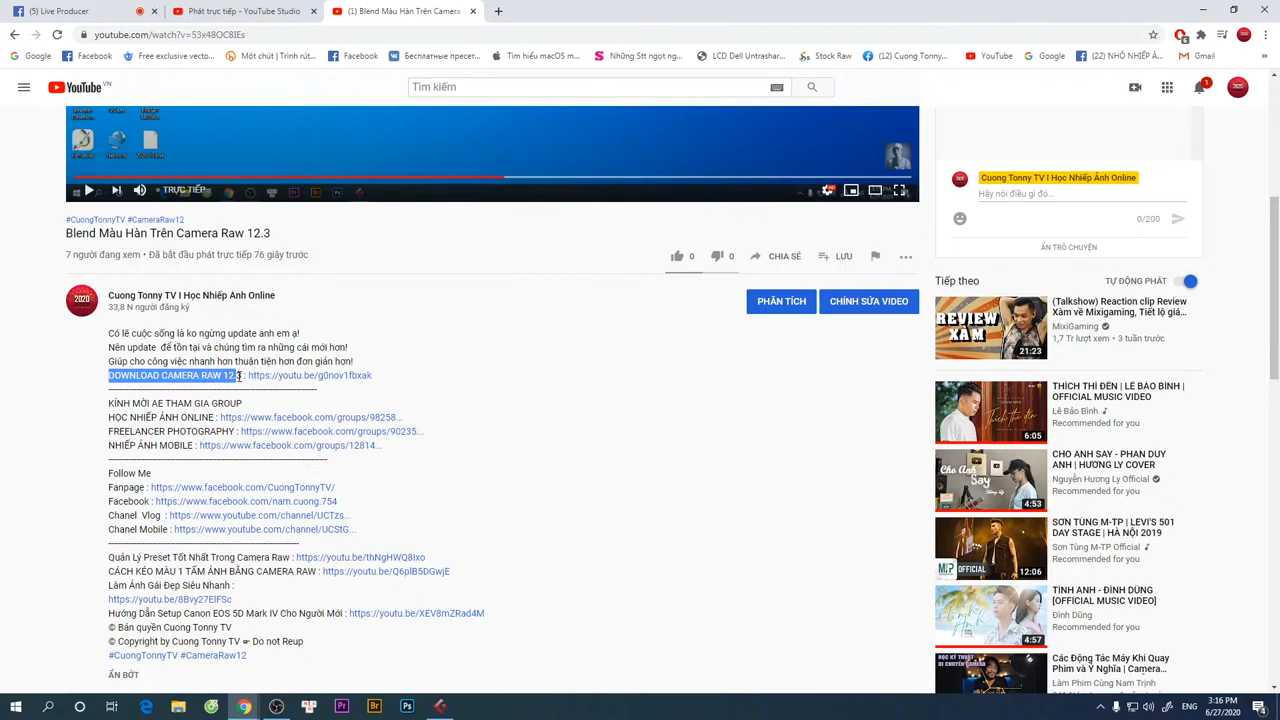 (5) Live Producer
Phát trực tiếp - YouTube Studio
(1) Blend Màu Hàn Trên Camera
youtube.com/watch?v=53x48OC8IEs
Google
Facebook
Free exclusive vecto...
Một chút | Trình rút...
Facebook
Бесплатные пресет...
Tìm hiểu macOS m...
Những Stt ngọt ng...
LCD Dell Untrashar...
Stock Raw
(12) Cuong Tonny...
YouTube
Google
(22) NHỎ NHIẾP Á...
Gmail
YouTube VN
Tìm kiếm
1
2020
TRỰC TIẾP
#CuongTonnyTV #CameraRaw12
Blend Màu Hàn Trên Camera Raw 12.3
7 người đang xem • Đã bắt đầu phát trực tiếp 76 giây trước
0
0
CHIA SẺ
LƯU
2020
Cuong Tonny TV I Học Nhiếp Ảnh Online
33,8 N người đăng ký
PHÂN TÍCH
CHỈNH SỬA VIDEO
Có lẽ cuộc sống là ko ngừng update anh em ạ!
Nên update để tồn tại và chúng tìm ra những cái mới hơn!
Giúp cho công việc nhanh hơn thuận tiện hơn đơn giản hơn!
DOWNLOAD CAMERA RAW 12.3 : https://youtu.be/g0nov1fbxak
KÍNH MỜI AE THAM GIA GROUP
HỌC NHIẾP ẢNH ONLINE : https://www.facebook.com/groups/98258...
FREELANCER PHOTOGRAPHY : https://www.facebook.com/groups/90235...
NHIẾP ẢNH MOBILE : https://www.facebook.com/groups/12814...
Follow Me
Fanpage : https://www.facebook.com/CuongTonnyTV/
Facebook : https://www.facebook.com/nam.cuong.754
Chanel Vlog : https://www.youtube.com/channel/UCTzs...
Chanel Mobile : https://www.youtube.com/channel/UCStG...
Quản Lý Preset Tốt Nhất Trong Camera Raw : https://youtu.be/thNgHWQ8Ixo
CÁCH KÉO MÀU 1 TẤM ẢNH BẰNG CAMERA RAW : https://youtu.be/Q6plB5DGwjE
Làm Ảnh Gái Đẹp Siêu Nhanh :
https://youtu.be/8Bvy27ElFSc
Hướng Dẫn Setup Canon EOS 5D Mark IV Cho Người Mới : https://youtu.be/XEV8mZRad4M
© Bản quyền Cuong Tonny TV
© Copyright by Cuong Tonny TV ☞ Do not Reup
#CuongTonnyTV #CameraRaw12
ẨN BỚT
Cuong Tonny TV I Học Nhiếp Ảnh Online
Hãy nói điều gì đó...
0/200
ẨN TRÒ CHUYỆN
Tiếp theo
TỰ ĐỘNG PHÁT
REVIEW XÀM
21:23
(Talkshow) Reaction clip Review Xàm về Mixigaming, Tiết lộ giá...
MixiGaming
1,7 Tr lượt xem • 3 tuần trước
6:05
THÍCH THÌ ĐẾN | LÊ BẢO BÌNH | OFFICIAL MUSIC VIDEO
Lê Bảo Bình
Recommended for you
Cho Anh Say
4:53
CHO ANH SAY - PHAN DUY ANH | HƯƠNG LY COVER
Nguyễn Hương Ly Official
Recommended for you
M-TP OFFICIAL
12:06
SƠN TÙNG M-TP | LEVI'S 501 DAY STAGE | HÀ NỘI 2019
Sơn Tùng M-TP Official
Recommended for you
4:57
TÌNH ANH - ĐÌNH DŨNG [OFFICIAL MUSIC VIDEO]
Đình Dũng
Recommended for you
HỌC KỸ THUẬT
DI CHUYỂN CAMERA
Các Động Tác Máy Khi Quay Phim và Ý Nghĩa | Camera...
Làm Phim Cùng Nam Trịnh
Recommended for you
ENG
3:16 PM
6/27/2020
4